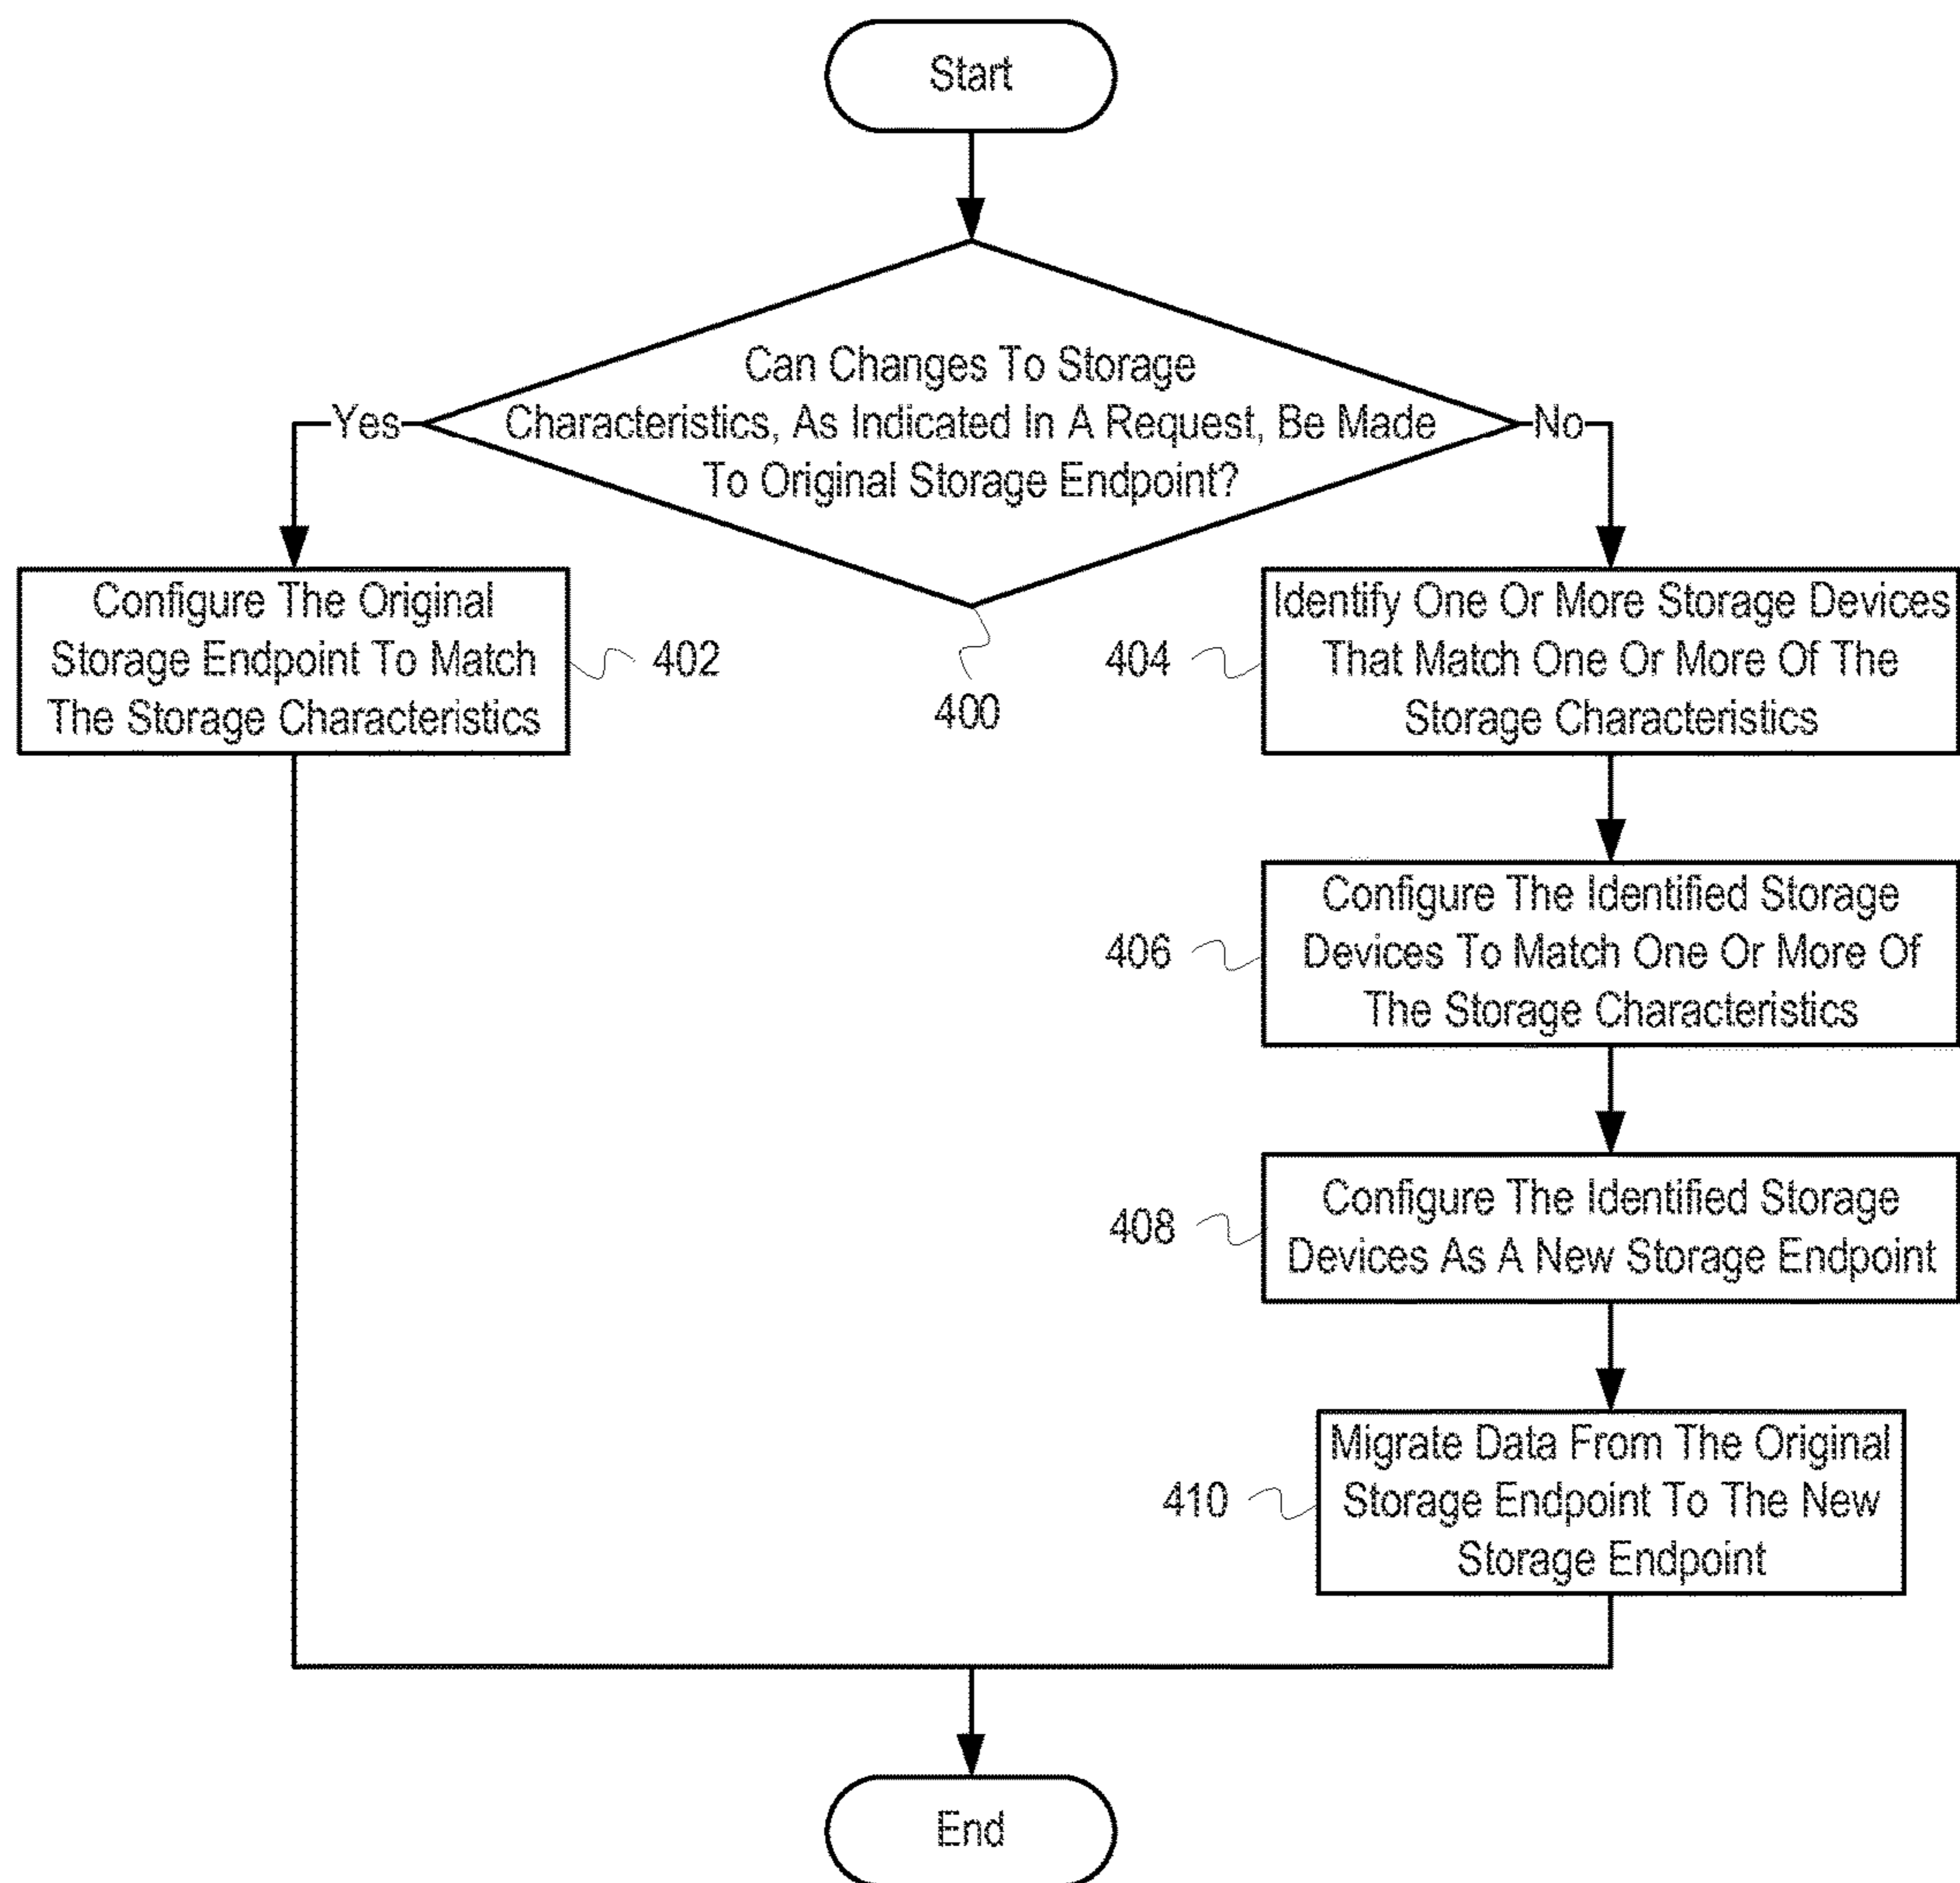 Start
Can Changes To Storage
Characteristics, As Indicated In A Request, Be Made
To Original Storage Endpoint?
Yes
No
400
Configure The Original
Storage Endpoint To Match
The Storage Characteristics
402
Identify One Or More Storage Devices
That Match One Or More Of The
Storage Characteristics
404
Configure The Identified Storage
Devices To Match One Or More Of
The Storage Characteristics
406
Configure The Identified Storage
Devices As A New Storage Endpoint
408
Migrate Data From The Original
Storage Endpoint To The New
Storage Endpoint
410
End